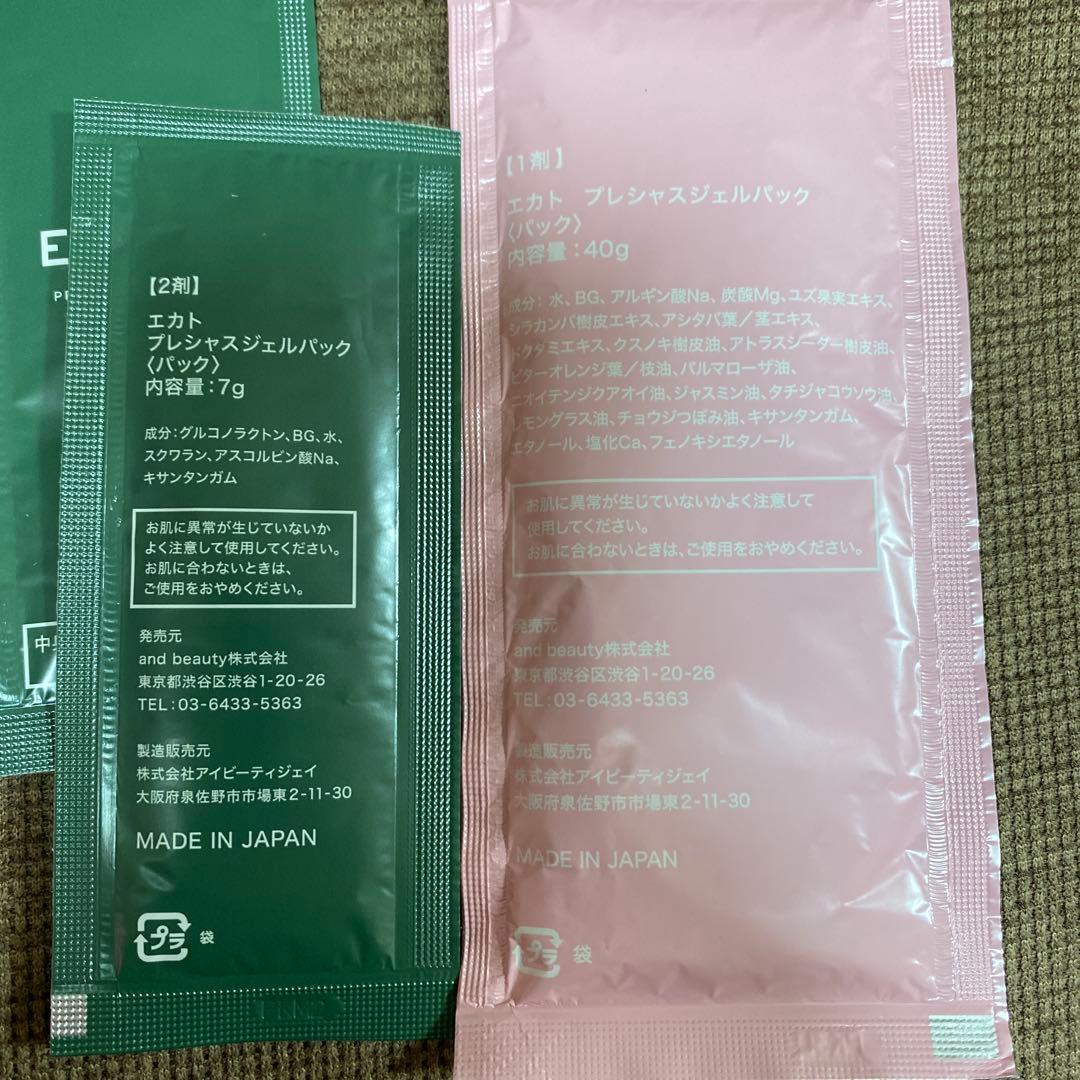 E
P
中
【2剤】
エカト
プレシャスジェルパック
〈パック〉
内容量：7g
成分：グルコノラクトン、BG、水、
スクワラン、アスコルビン酸Na、
キサンタンガム
お肌に異常が生じていないか
よく注意して使用してください。
お肌に合わないときは、
ご使用をおやめください。
発売元
and beauty株式会社
東京都渋谷区渋谷1-20-26
TEL：03-6433-5363
製造販売元
株式会社アイビーティジェイ
大阪府泉佐野市市場東2-11-30
MADE IN JAPAN
プラ 袋
【1剤】
エカト プレシャスジェルパック
〈パック〉
内容量：40g
成分：水、BG、アルギン酸Na、炭酸Mg、ユズ果実エキス、
シラカンバ樹皮エキス、アシタバ葉／茎エキス、
ドクダミエキス、クスノキ樹皮油、アトラスシーダー樹皮油、
ビターオレンジ葉／枝油、パルマローザ油、
ニオイテンジクアオイ油、ジャスミン油、タチジャコウソウ油、
レモングラス油、チョウジつぼみ油、キサンタンガム、
エタノール、塩化Ca、フェノキシエタノール
お肌に異常が生じていないかよく注意して
使用してください。
お肌に合わないときは、ご使用をおやめください。
発売元
and beauty株式会社
東京都渋谷区渋谷1-20-26
TEL：03-6433-5363
製造販売元
株式会社アイビーティジェイ
大阪府泉佐野市市場東2-11-30
MADE IN JAPAN
プラ 袋